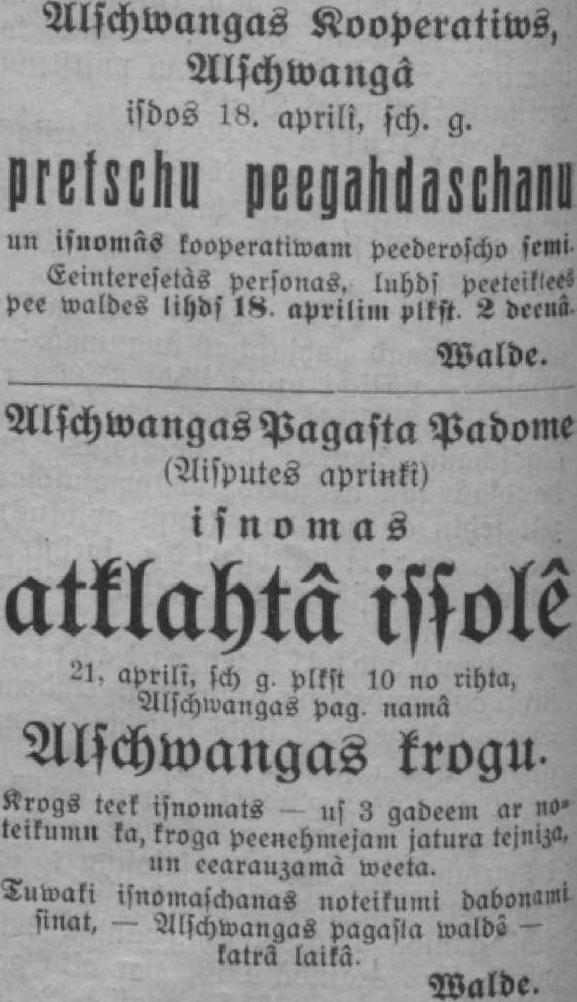 Alſchwangas Kooperatiws,
Alſchwangâ
iſdos 18. aprilî, ſch. g.
pretschu peegahdaschanu
un iſnomâs kooperatiwam peederoſcho ſemi.
Eeintereſetâs perſonas, luhdſ peeteiktees
pee waldes lihdſ 18. aprilim plkſt. 2 deenâ.
Walde.
Alſchwangas Pagaſta Padome
(Aiſputes aprinkî)
iſnomas
atklahtâ iſſolê
21, aprilî, ſch g. plkſt 10 no rihta,
Alſchwangas pag. namâ
Alſchwangas krogu.
Krogs teek iſnomats — uſ 3 gadeem ar no-
teikumu ka, kroga peenehmejam jatura tejniza,
un eearauzamâ weeta.
Tuwaki iſnomaſchanas noteikumi dabonami
ſinat, — Alſchwangas pagaſta waldê —
katrâ laikâ.
Walde.